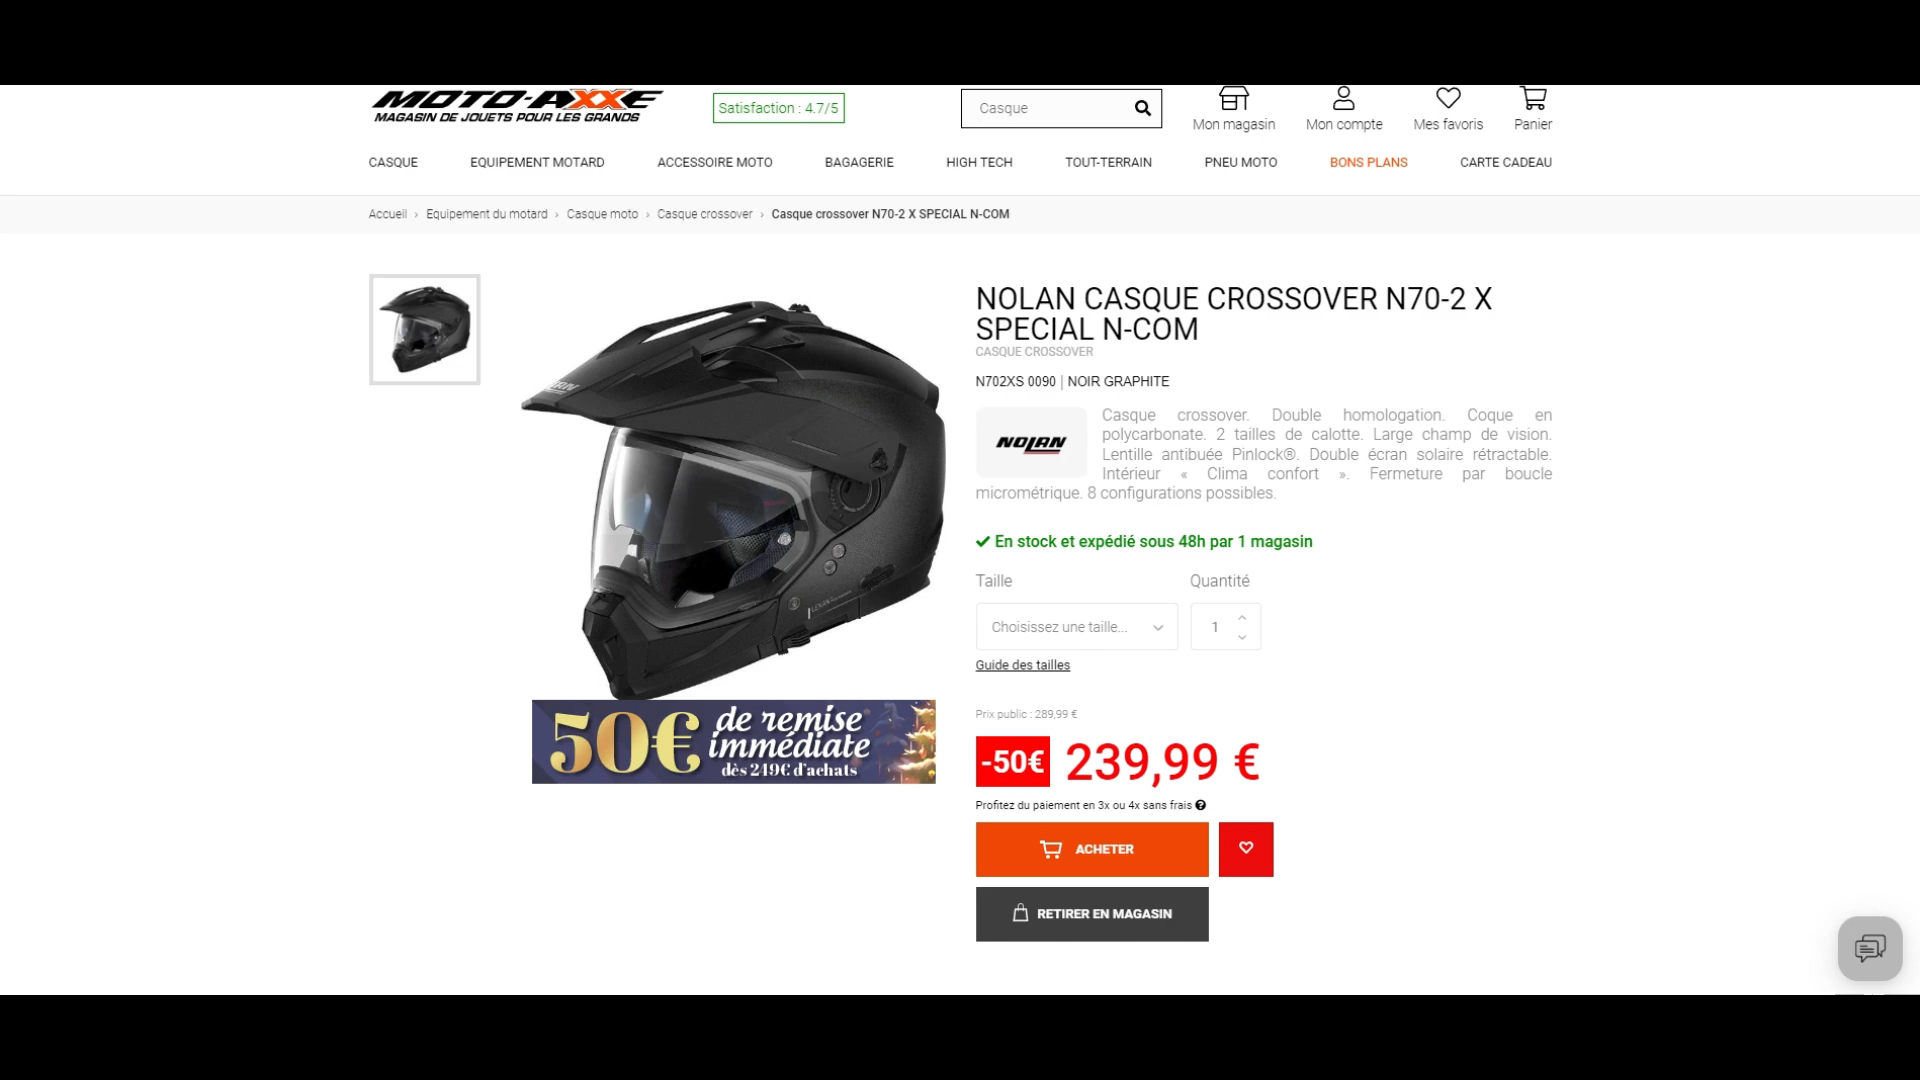 MOTO-AXXE
MAGASIN DE JOUETS POUR LES GRANDS
Satisfaction : 4.7/5
Casque
Mon magasin
Mon compte
Mes favoris
Panier
CASQUE
EQUIPEMENT MOTARD
ACCESSOIRE MOTO
BAGAGERIE
HIGH TECH
TOUT-TERRAIN
PNEU MOTO
BONS PLANS
CARTE CADEAU
Accueil › Equipement du motard › Casque moto › Casque crossover › Casque crossover N70-2 X SPECIAL N-COM
NOLAN CASQUE CROSSOVER N70-2 X
SPECIAL N-COM
CASQUE CROSSOVER
N702XS 0090 | NOIR GRAPHITE
NOLAN
Casque crossover. Double homologation. Coque en
polycarbonate. 2 tailles de calotte. Large champ de vision.
Lentille antibuée Pinlock®. Double écran solaire rétractable.
Intérieur « Clima confort ». Fermeture par boucle
micrométrique. 8 configurations possibles.
En stock et expédié sous 48h par 1 magasin
Taille
Quantité
Choisissez une taille...
1
Guide des tailles
50€ de remise
immédiate
dès 249€ d'achats
Prix public : 289,99 €
-50€ 239,99 €
Profitez du paiement en 3x ou 4x sans frais
ACHETER
RETIRER EN MAGASIN